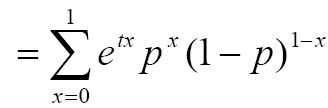 = \sum_{x=0}^{1} e^{tx} p^x (1 - p)^{1-x}